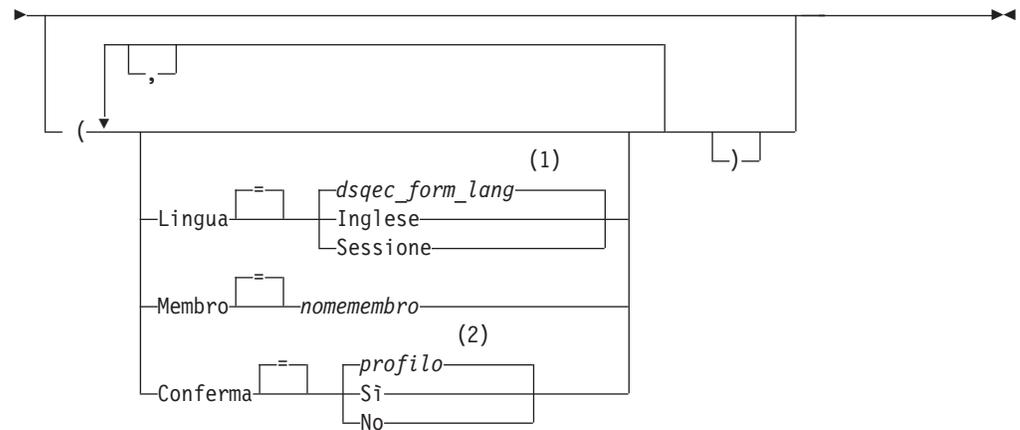 ,
(
)
(1)
Lingua = dsqec_form_lang
Inglese
Sessione
Membro = nomemembro
(2)
Conferma = profilo
Sì
No